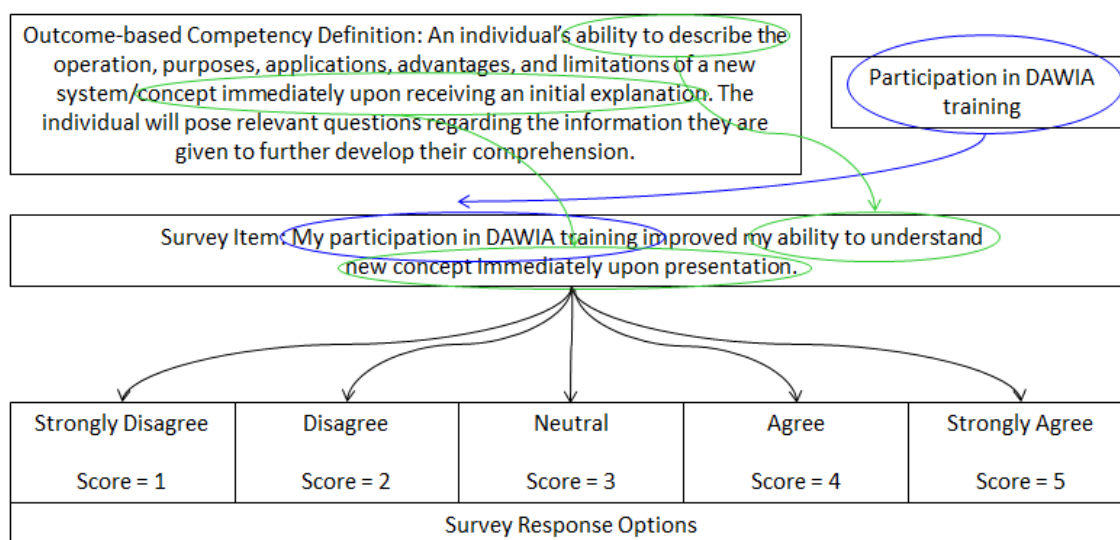 Outcome-based Competency Definition: An individual's ability to describe the
operation, purposes, applications, advantages, and limitations of a new
system/concept immediately upon receiving an initial explanation. The
individual will pose relevant questions regarding the information they are
given to further develop their comprehension.
Participation in DAWIA
training
Survey Item: My participation in DAWIA training improved my ability to understand
new concept immediately upon presentation.
Strongly Disagree
Score = 1
Disagree
Score = 2
Neutral
Score = 3
Agree
Score = 4
Strongly Agree
Score = 5
Survey Response Options